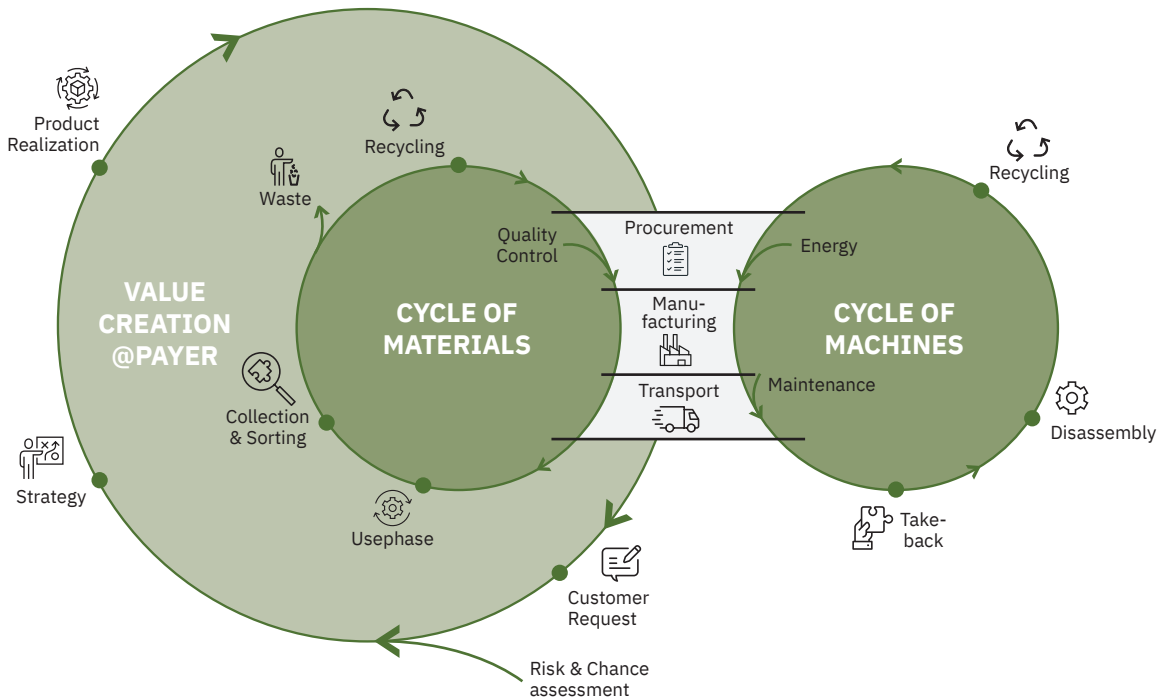 Product
Realization
Recycling
Waste
Recycling
Procurement
Quality
Control
Energy
VALUE
CREATION
@PAYER
CYCLE OF
MATERIALS
Manu-
facturing
CYCLE OF
MACHINES
Transport
Maintenance
Collection
& Sorting
Disassembly
Strategy
Usephase
Take-
back
Customer
Request
Risk & Chance
assessment